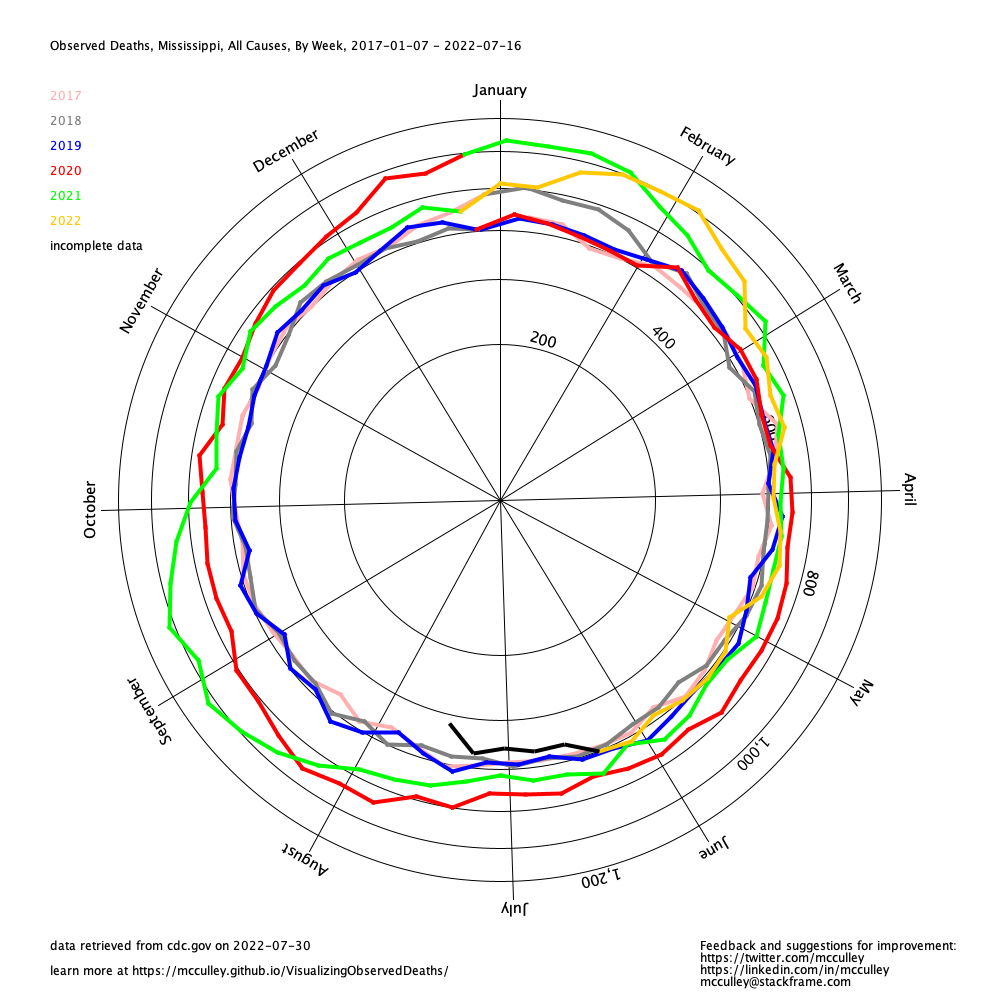 Observed Deaths, Mississippi, All Causes, By Week, 2017-01-07 - 2022-07-16
January
2017
2018
2019
2020
2021
2022
incomplete data
December
February
November
March
200
400
October
April
800
September
May
1,000
August
June
1,200
July
data retrieved from cdc.gov on 2022-07-30
learn more at https://mcculley.github.io/VisualizingObservedDeaths/
Feedback and suggestions for improvement:
https://twitter.com/mcculley
https://linkedin.com/in/mcculley
mcculley@stackframe.com